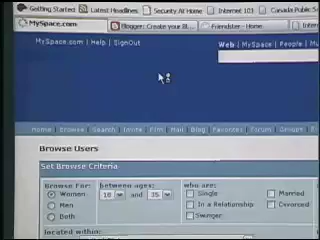 Getting Started Latest Headlines Security At Home Internet 101 Canada Public
MySpace.com Blogger: Create your Bl... Friendster - Home Intern
MySpace.com | Help | SignOut
Web | MySpace | People | Mu
Home | Browse | Search | Invite | Film | Mail | Blog | Favorites | Forum | Groups | E
Browse Users
Set Browse Criteria
Browse For: between ages: who are:
Women 18 and 35 Single Married
Men In a Relationship Divorced
Both Swinger
located within: